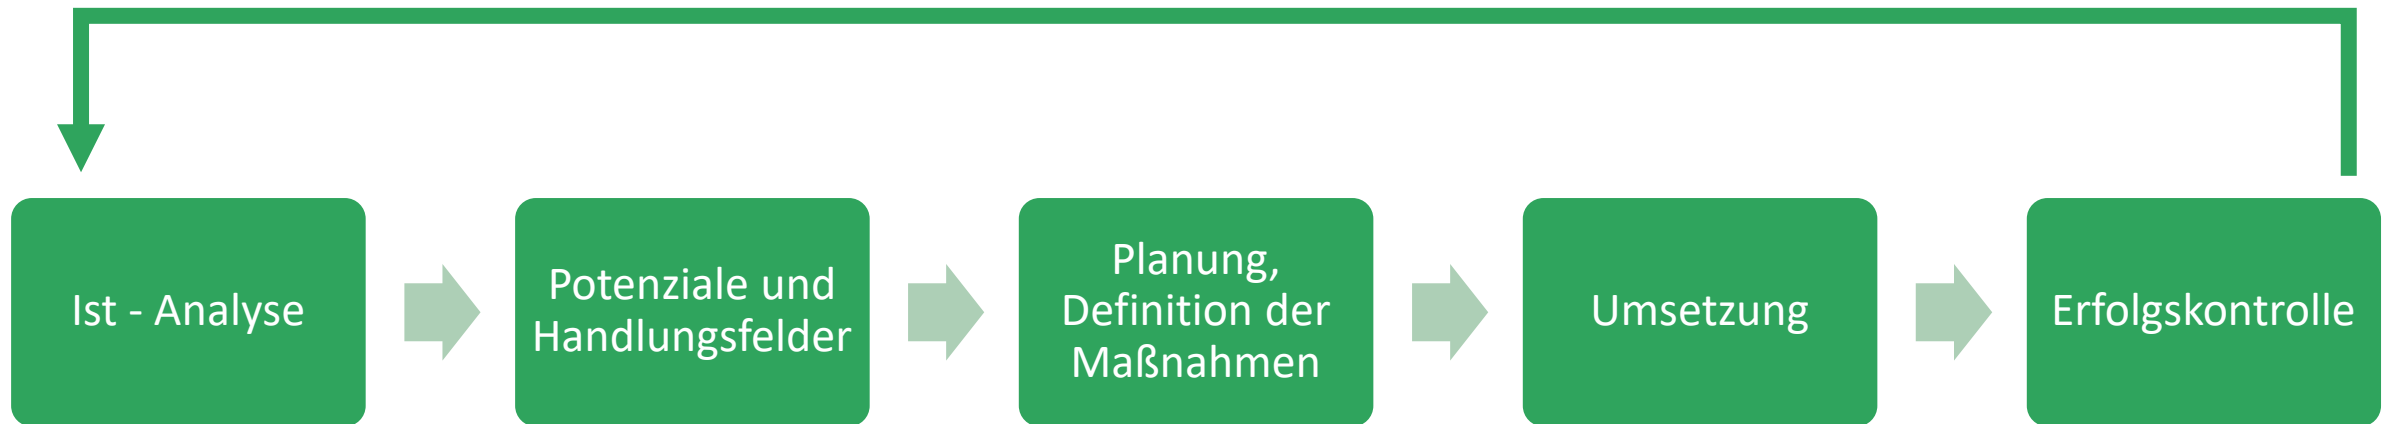 Ist - Analyse
Potenziale und
Handlungsfelder
Planung,
Definition der
Maßnahmen
Umsetzung
Erfolgskontrolle